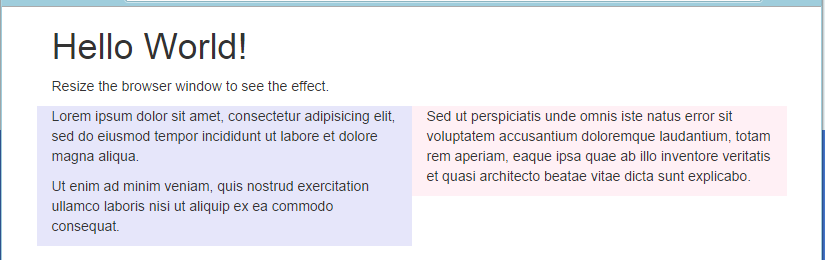 Hello World!
Resize the browser window to see the effect.
Lorem ipsum dolor sit amet, consectetur adipisicing elit,
sed do eiusmod tempor incididunt ut labore et dolore
magna aliqua.
Ut enim ad minim veniam, quis nostrud exercitation
ullamco laboris nisi ut aliquip ex ea commodo
consequat.
Sed ut perspiciatis unde omnis iste natus error sit
voluptatem accusantium doloremque laudantium, totam
rem aperiam, eaque ipsa quae ab illo inventore veritatis
et quasi architecto beatae vitae dicta sunt explicabo.